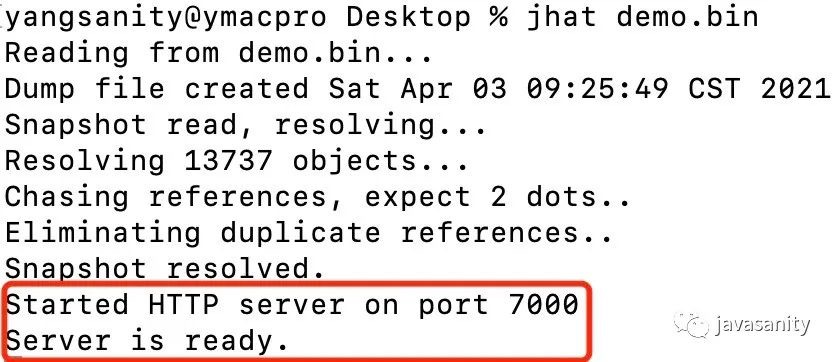 yangsanity@ymacpro Desktop % jhat demo.bin
Reading from demo.bin...
Dump file created Sat Apr 03 09:25:49 CST 2021
Snapshot read, resolving...
Resolving 13737 objects...
Chasing references, expect 2 dots..
Eliminating duplicate references..
Snapshot resolved.
Started HTTP server on port 7000
Server is ready.
javasanity